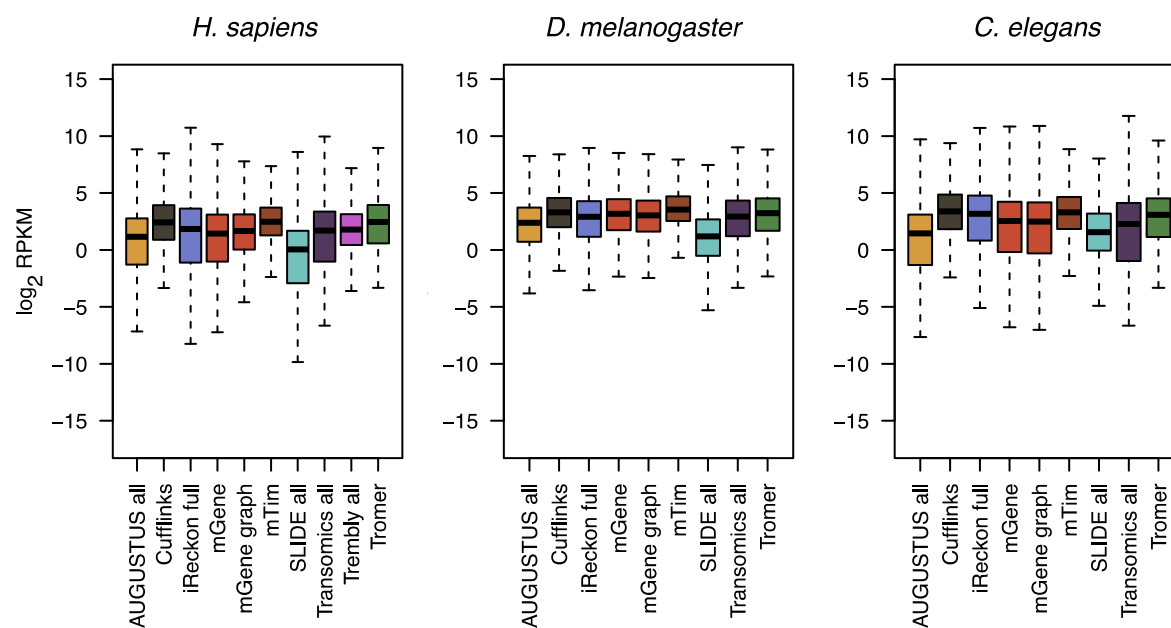 H. sapiens
D. melanogaster
C. elegans
log2 RPKM
15
10
5
0
−5
−10
−15
AUGUSTUS all
Cufflinks
iReckon full
mGene
mGene graph
mTim
SLIDE all
Transomics all
Trembly all
Tromer
15
10
5
0
−5
−10
−15
AUGUSTUS all
Cufflinks
iReckon full
mGene
mGene graph
mTim
SLIDE all
Transomics all
Tromer
15
10
5
0
−5
−10
−15
AUGUSTUS all
Cufflinks
iReckon full
mGene
mGene graph
mTim
SLIDE all
Transomics all
Tromer